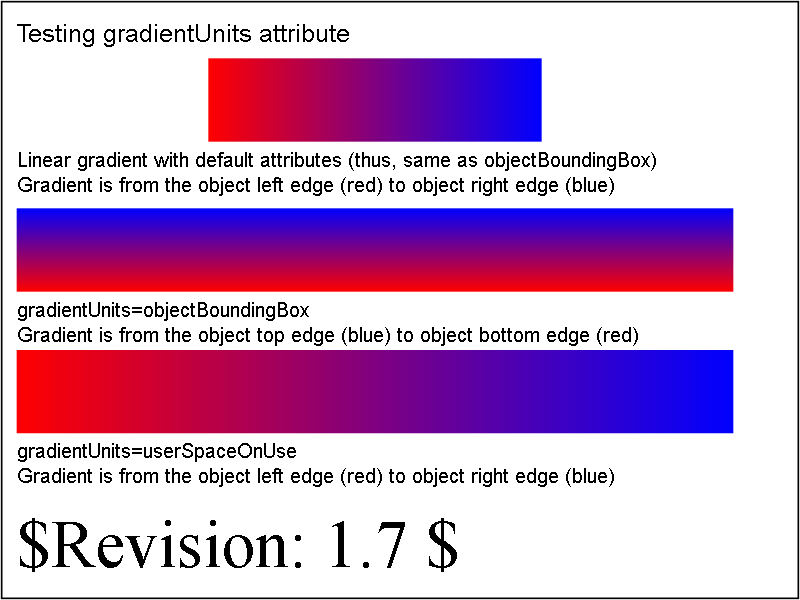 Testing gradientUnits attribute
Linear gradient with default attributes (thus, same as objectBoundingBox)
Gradient is from the object left edge (red) to object right edge (blue)
gradientUnits=objectBoundingBox
Gradient is from the object top edge (blue) to object bottom edge (red)
gradientUnits=userSpaceOnUse
Gradient is from the object left edge (red) to object right edge (blue)
$Revision: 1.7 $